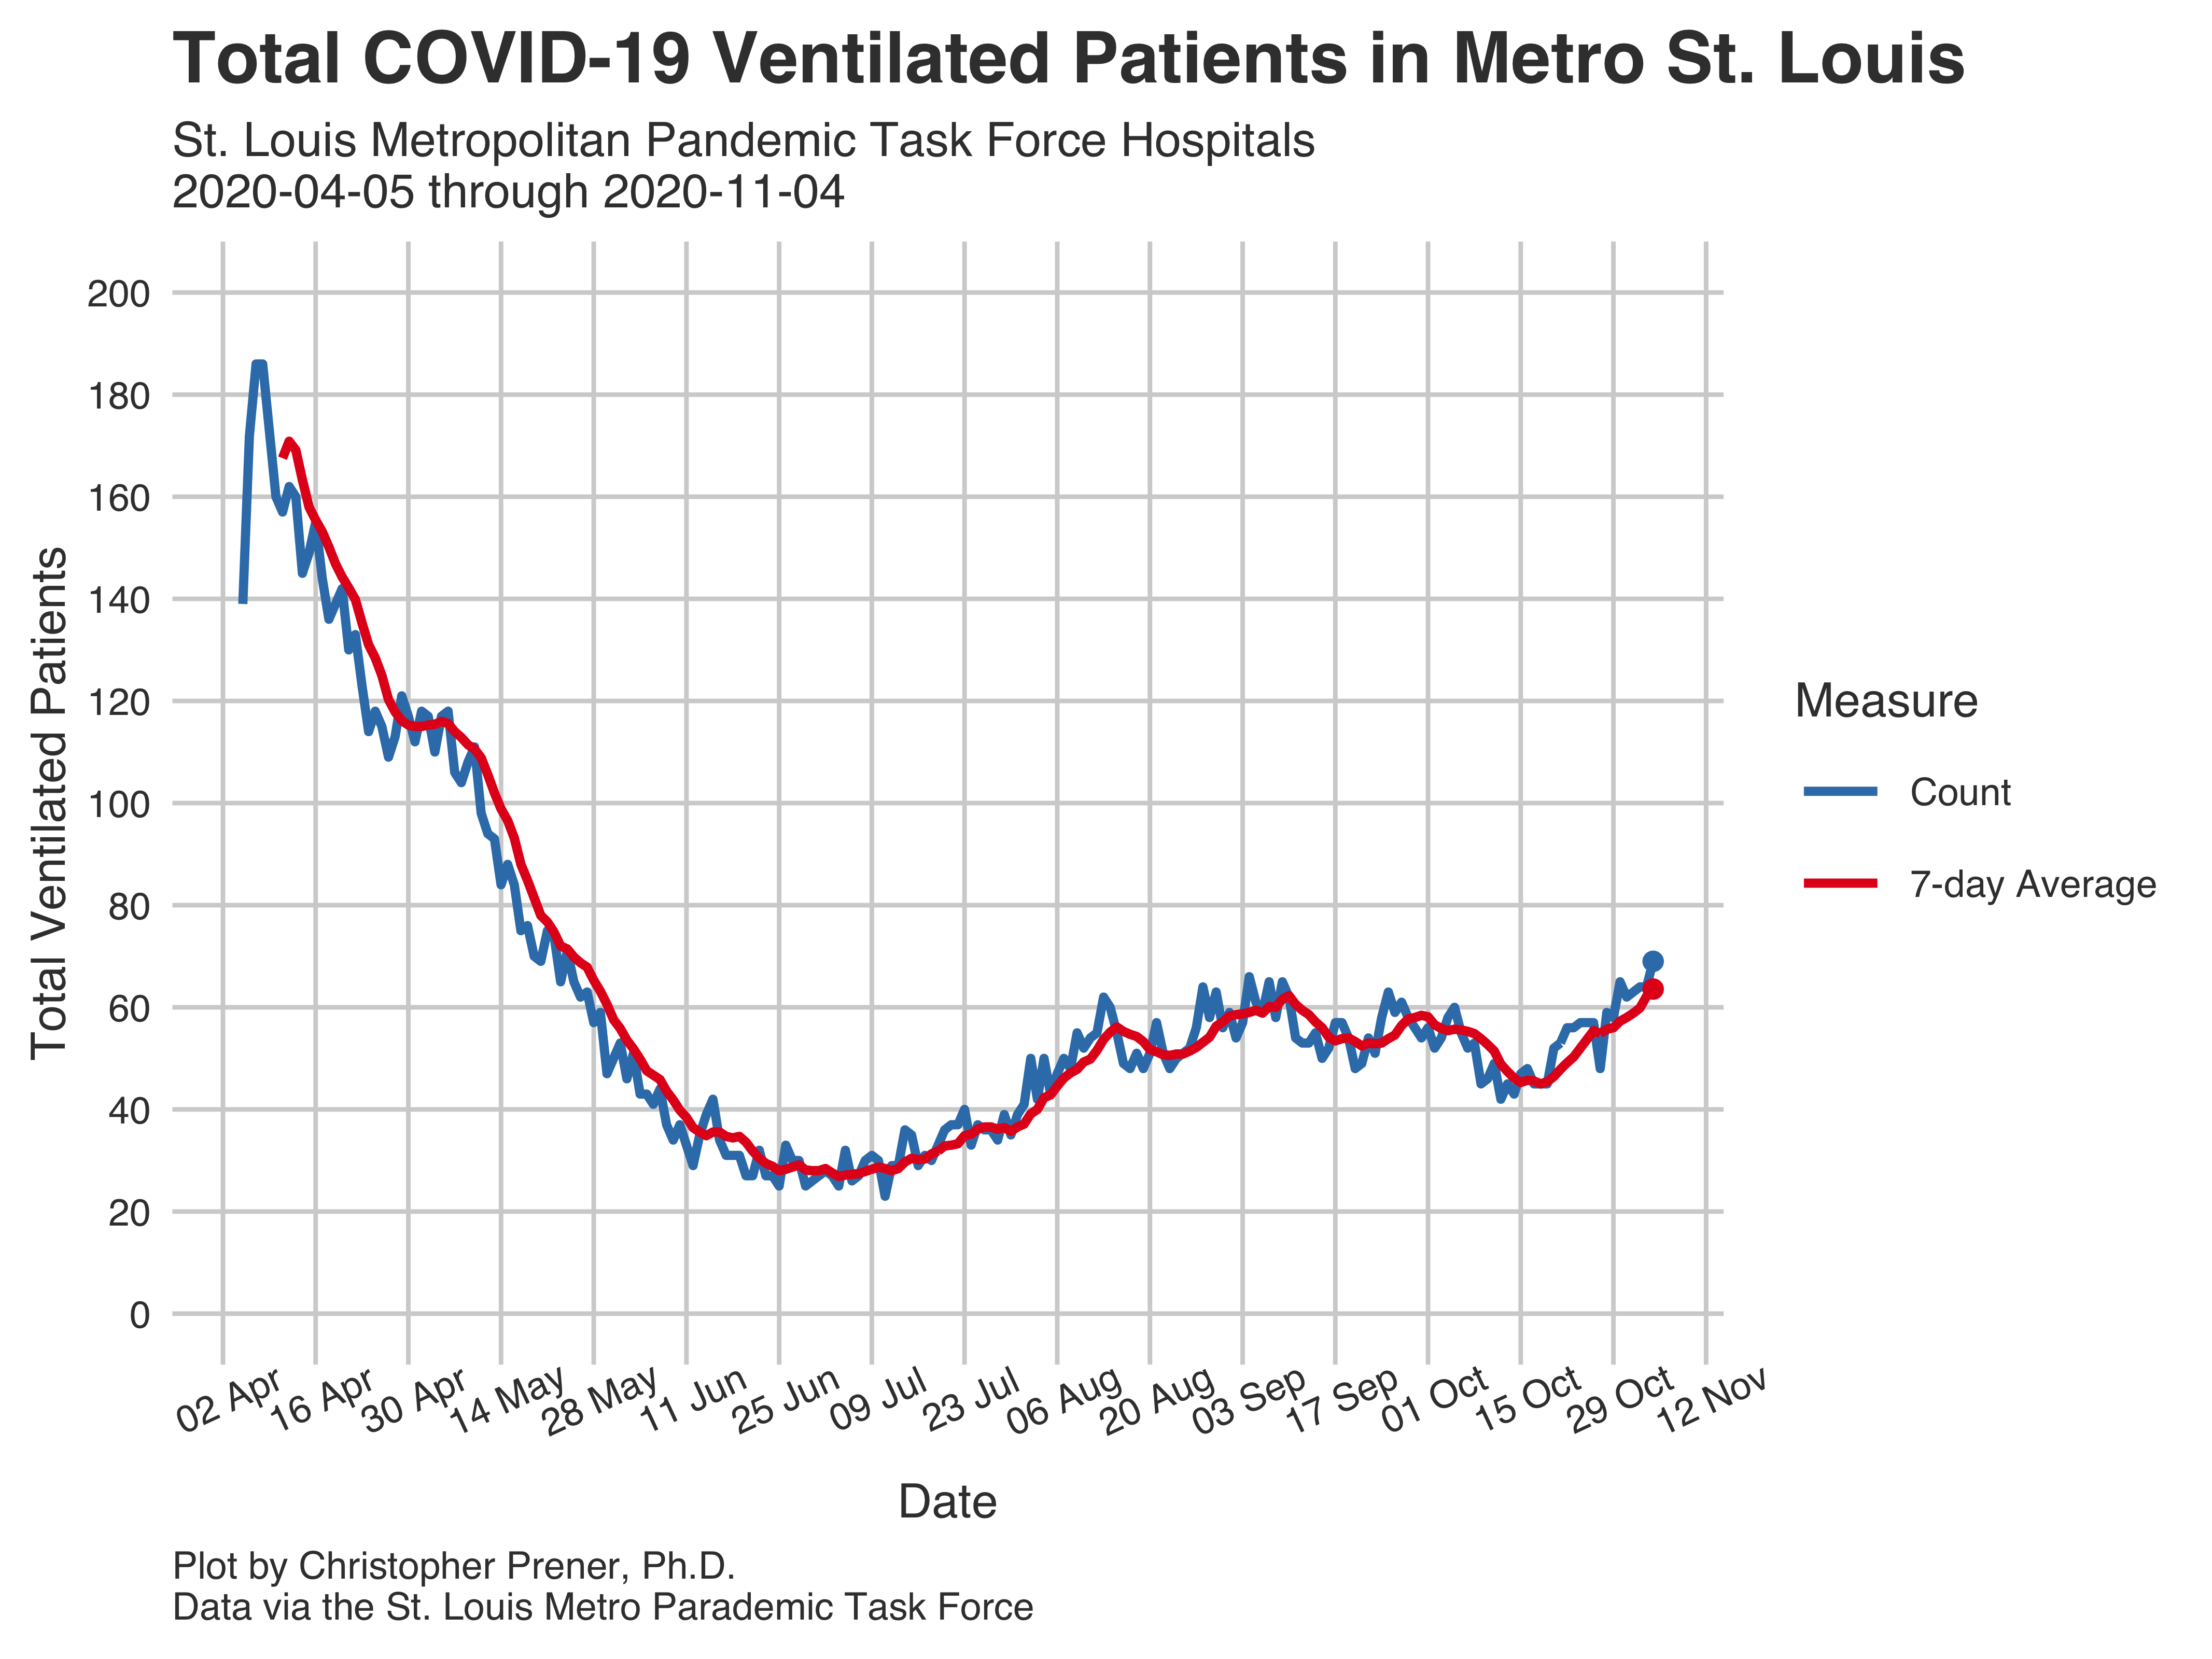 Total COVID-19 Ventilated Patients in Metro St. Louis
St. Louis Metropolitan Pandemic Task Force Hospitals
2020-04-05 through 2020-11-04
Total Ventilated Patients
200
180
160
140
120
100
80
60
40
20
0
02 Apr
16 Apr
30 Apr
14 May
28 May
11 Jun
25 Jun
09 Jul
23 Jul
06 Aug
20 Aug
03 Sep
17 Sep
01 Oct
15 Oct
29 Oct
12 Nov
Date
Measure
Count
7-day Average
Plot by Christopher Prener, Ph.D.
Data via the St. Louis Metro Parademic Task Force